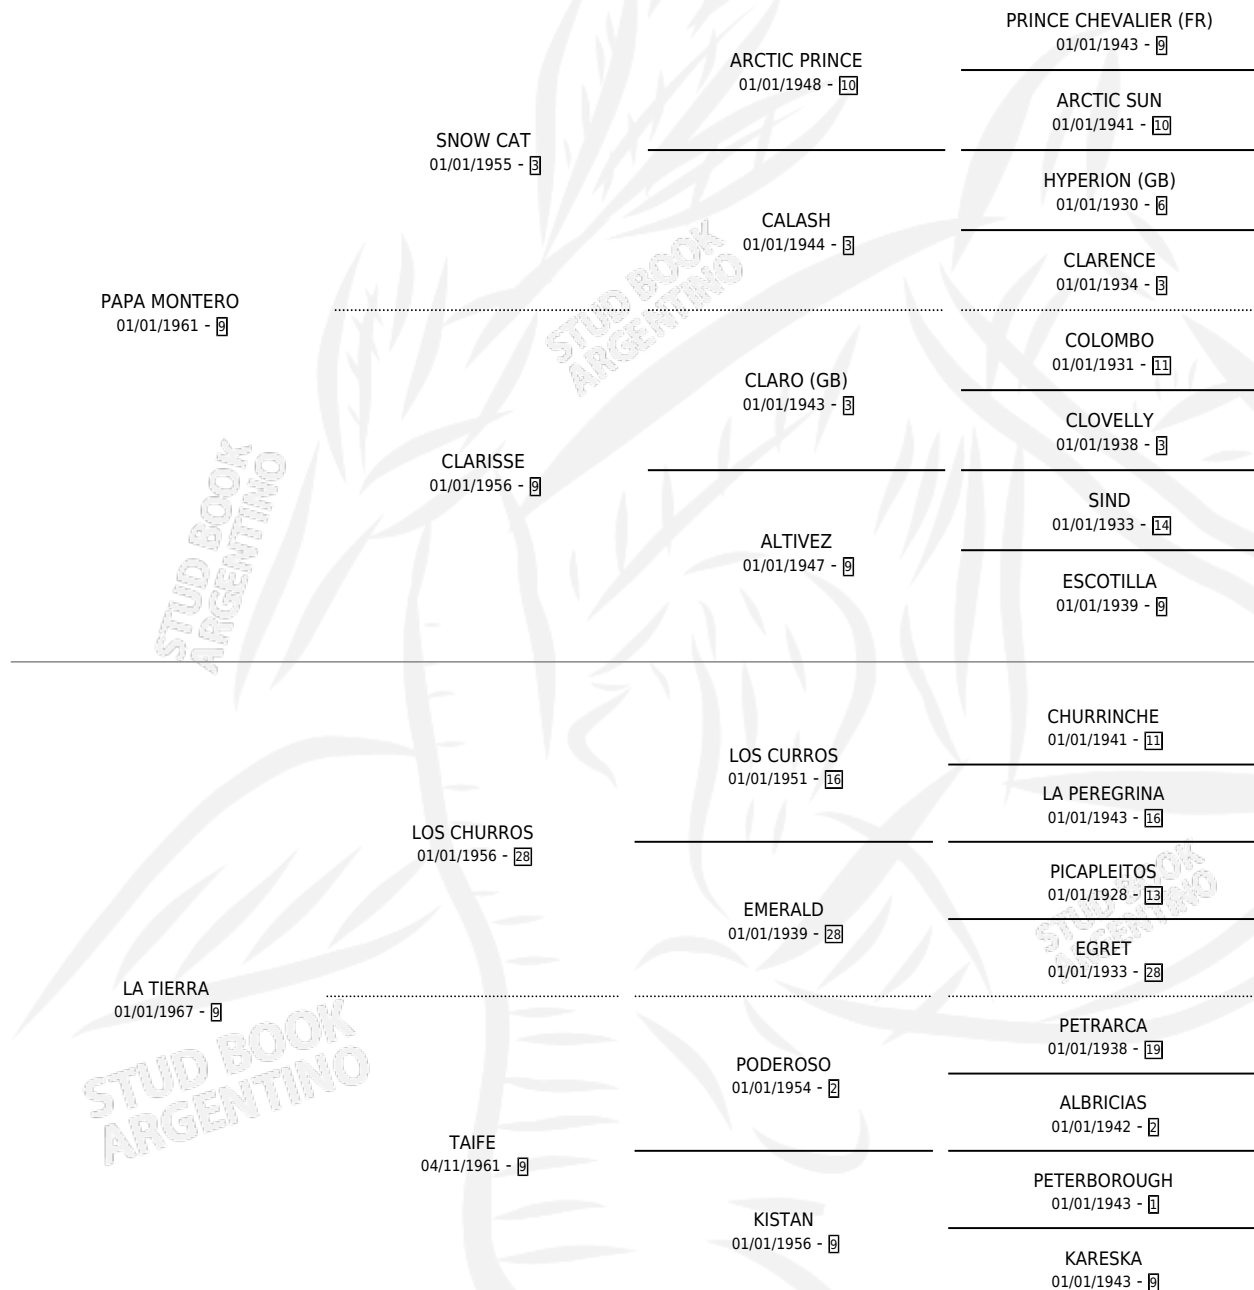 PRINCE CHEVALIER (FR)
01/01/1943 - 9
ARCTIC PRINCE
01/01/1948 - 10
ARCTIC SUN
01/01/1941 - 10
SNOW CAT
01/01/1955 - 3
HYPERION (GB)
01/01/1930 - 6
CALASH
01/01/1944 - 3
CLARENCE
01/01/1934 - 3
PAPA MONTERO
01/01/1961 - 9
STUD BOOK
ARGENTINO
COLOMBO
01/01/1931 - 11
CLARO (GB)
01/01/1943 - 3
CLOVELLY
01/01/1938 - 3
CLARISSE
01/01/1956 - 9
SIND
01/01/1933 - 14
ALTIVEZ
01/01/1947 - 9
ESCOTILLA
01/01/1939 - 9
STUD BOOK
ARGENTINO
CHURRINCHE
01/01/1941 - 11
LOS CURROS
01/01/1951 - 16
LA PEREGRINA
01/01/1943 - 16
LOS CHURROS
01/01/1956 - 28
PICAPLEITOS
01/01/1928 - 13
EMERALD
01/01/1939 - 28
EGRET
01/01/1933 - 28
STUD BOOK
ARGENTINO
LA TIERRA
01/01/1967 - 9
PETRARCA
01/01/1938 - 19
PODEROSO
01/01/1954 - 2
ALBRICIAS
01/01/1942 - 2
STUD BOOK
ARGENTINO
TAIFE
04/11/1961 - 9
PETERBOROUGH
01/01/1943 - 1
KISTAN
01/01/1956 - 9
KARESKA
01/01/1943 - 9